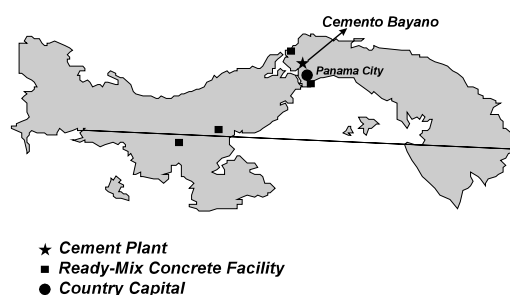 Cemento Bayano
Panama City
Cement Plant
Ready-Mix Concrete Facility
Country Capital